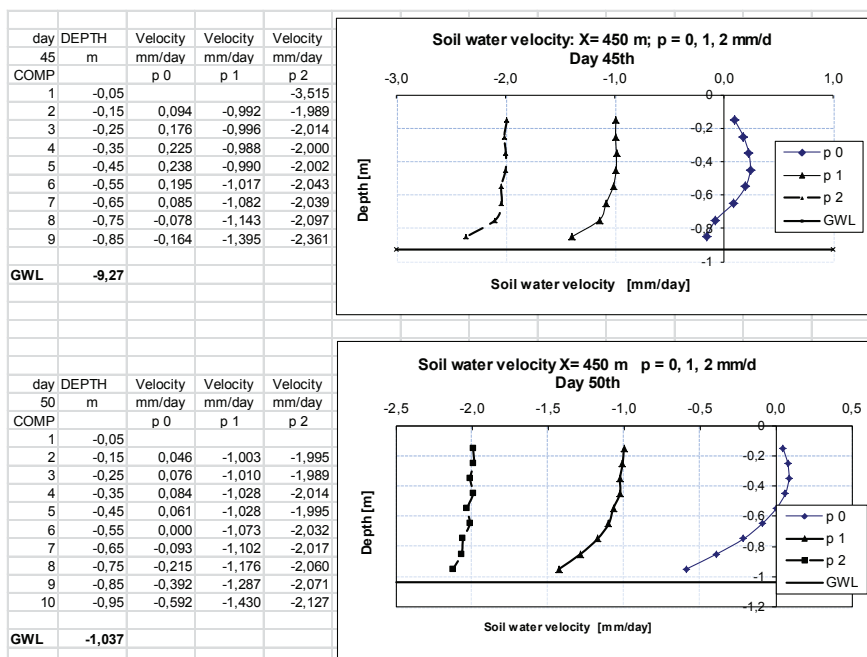 day DEPTH Velocity Velocity Velocity
45 m mm/day mm/day mm/day
COMP p 0 p 1 p 2
1 -0,05 -3,515
2 -0,15 0,094 -0,992 -1,989
3 -0,25 0,176 -0,996 -2,014
4 -0,35 0,225 -0,988 -2,000
5 -0,45 0,238 -0,990 -2,002
6 -0,55 0,195 -1,017 -2,043
7 -0,65 0,085 -1,082 -2,039
8 -0,75 -0,078 -1,143 -2,097
9 -0,85 -0,164 -1,395 -2,361
GWL -9,27
Soil water velocity: X= 450 m; p = 0, 1, 2 mm/d
Day 45th
-3,0 -2,0 -1,0 0,0 1,0
0
-0,2
-0,4
-0,6
-0,8
-1
Depth [m]
p 0
p 1
p 2
GWL
Soil water velocity [mm/day]
day DEPTH Velocity Velocity Velocity
50 m mm/day mm/day mm/day
COMP p 0 p 1 p 2
1 -0,05
2 -0,15 0,046 -1,003 -1,995
3 -0,25 0,076 -1,010 -1,989
4 -0,35 0,084 -1,028 -2,014
5 -0,45 0,061 -1,028 -1,995
6 -0,55 0,000 -1,073 -2,032
7 -0,65 -0,093 -1,102 -2,017
8 -0,75 -0,215 -1,176 -2,060
9 -0,85 -0,392 -1,287 -2,071
10 -0,95 -0,592 -1,430 -2,127
GWL -1,037
Soil water velocity X= 450 m p = 0, 1, 2 mm/d
Day 50th
-2,5 -2,0 -1,5 -1,0 -0,5 0,0 0,5
0
-0,2
-0,4
-0,6
-0,8
-1
-1,2
Depth [m]
p 0
p 1
p 2
GWL
Soil water velocity [mm/day]